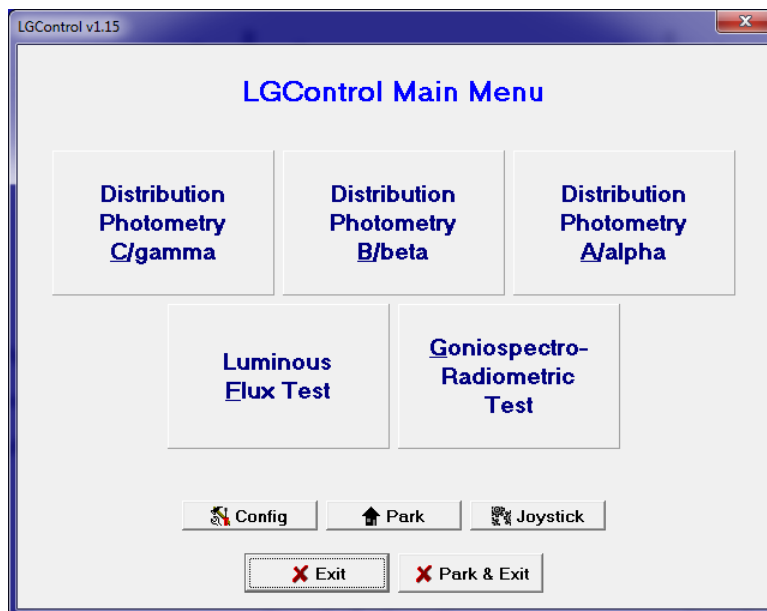 LGControl v1.15
LGControl Main Menu
Distribution
Photometry
C/gamma
Distribution
Photometry
B/beta
Distribution
Photometry
A/alpha
Luminous
Flux Test
Goniospectro-
Radiometric
Test
Config
Park
Joystick
Exit
Park & Exit